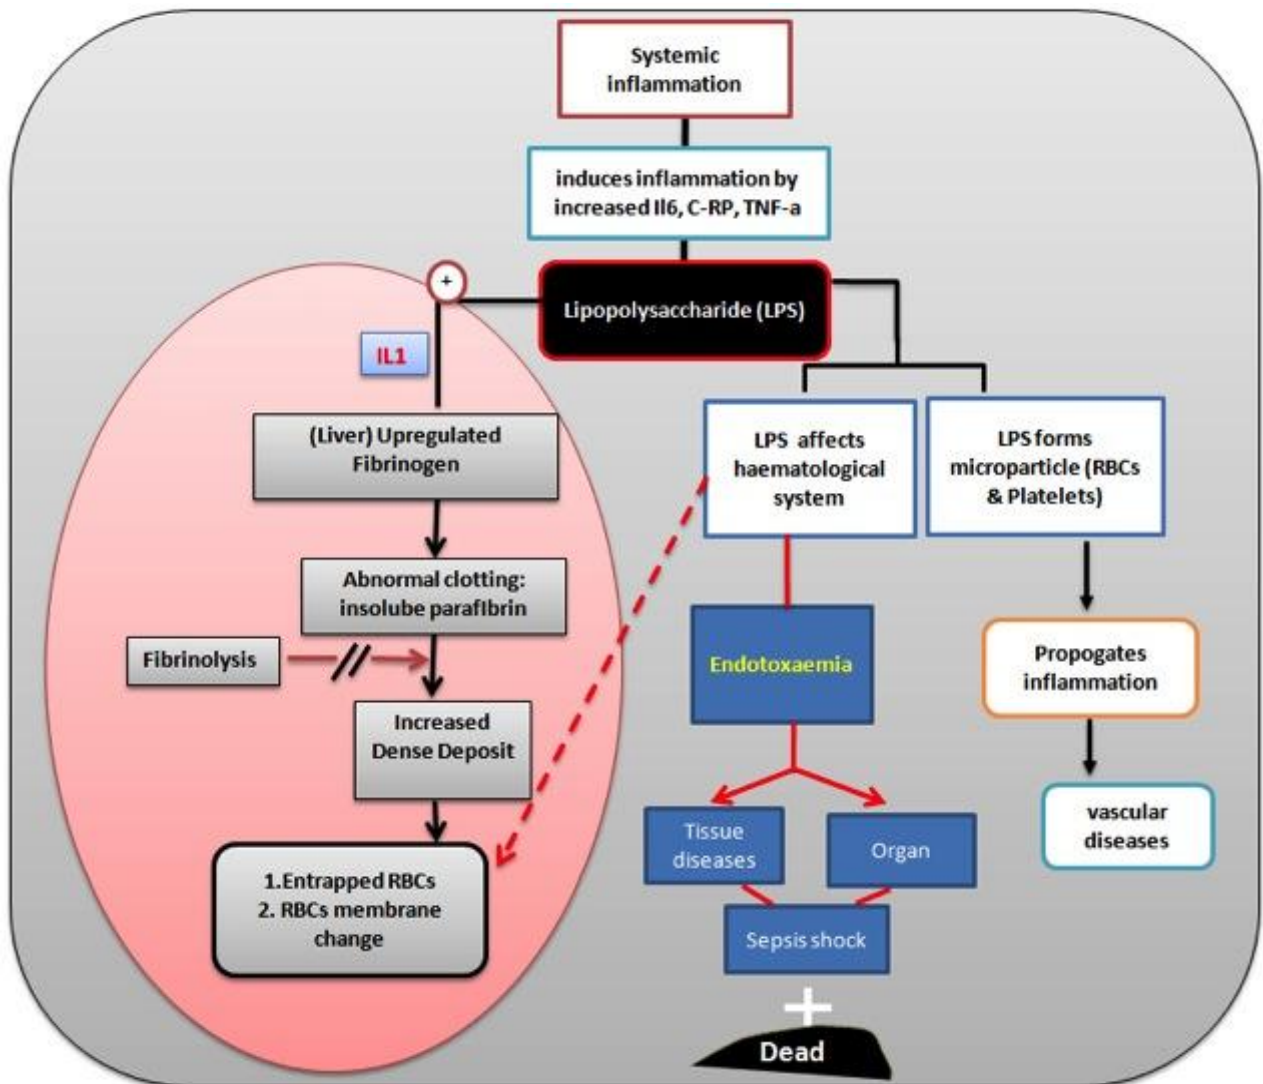 Systemic
inflammation
induces inflammation by
increased Il6, C-RP, TNF-a
+
Lipopolysaccharide (LPS)
IL1
(Liver) Upregulated
Fibrinogen
LPS affects
haematological
system
LPS forms
microparticle (RBCs
& Platelets)
Abnormal clotting:
insolube parafIbrin
Fibrinolysis
Increased
Dense Deposit
1.Entrapped RBCs
2. RBCs membrane
change
Endotoxaemia
Propogates
inflammation
Tissue
diseases
Organ
vascular
diseases
Sepsis shock
Dead